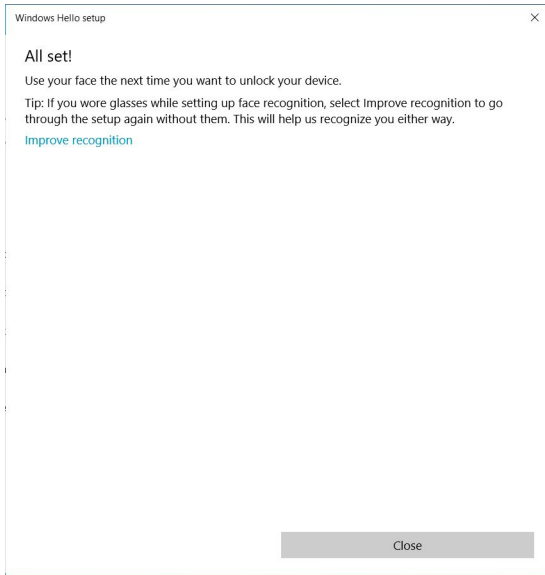 Windows Hello setup
All set!
Use your face the next time you want to unlock your device.
Tip: If you wore glasses while setting up face recognition, select Improve recognition to go
through the setup again without them. This will help us recognize you either way.
Improve recognition
Close